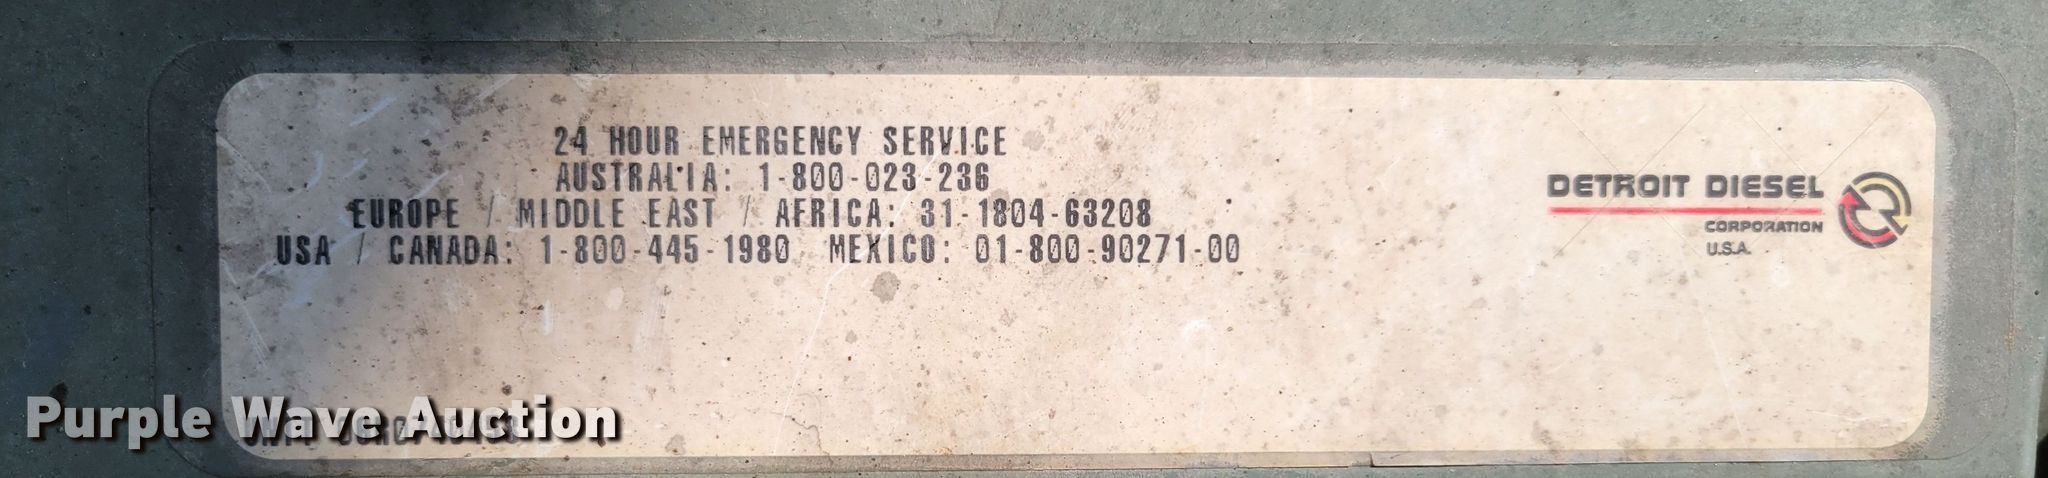 24 HOUR EMERGENCY SERVICE
AUSTRALIA: 1-800-023-236
EUROPE / MIDDLE EAST / AFRICA: 31-1804-63208
USA / CANADA: 1-800-445-1980 MEXICO: 01-800-90271-00
DETROIT DIESEL
CORPORATION
U.S.A.
Purple Wave Auction